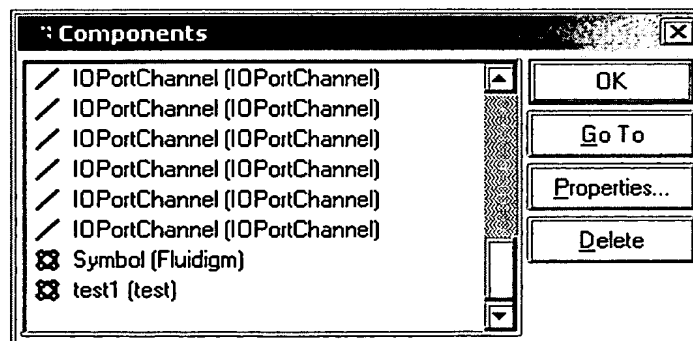 Components
IOPortChannel (IOPortChannel)
IOPortChannel (IOPortChannel)
IOPortChannel (IOPortChannel)
IOPortChannel (IOPortChannel)
IOPortChannel (IOPortChannel)
IOPortChannel (IOPortChannel)
Symbol (Fluidigm)
test1 (test)
OK
Go To
Properties...
Delete